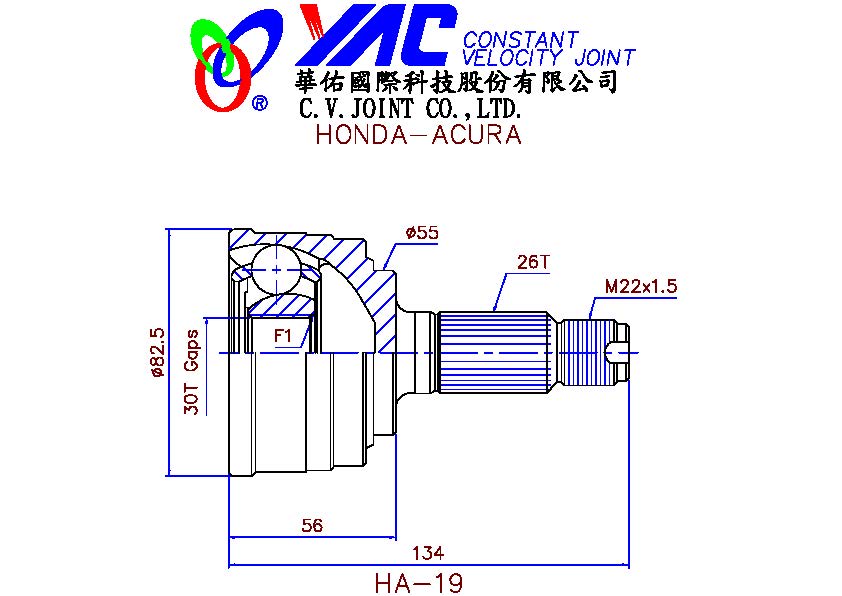 YAC CONSTANT
VELOCITY JOINT
®
華佑國際科技股份有限公司
C.V.JOINT CO.,LTD.
HONDA-ACURA
ø55
26T
M22x1.5
F1
ø82.5
30T Gaps
56
134
HA-19